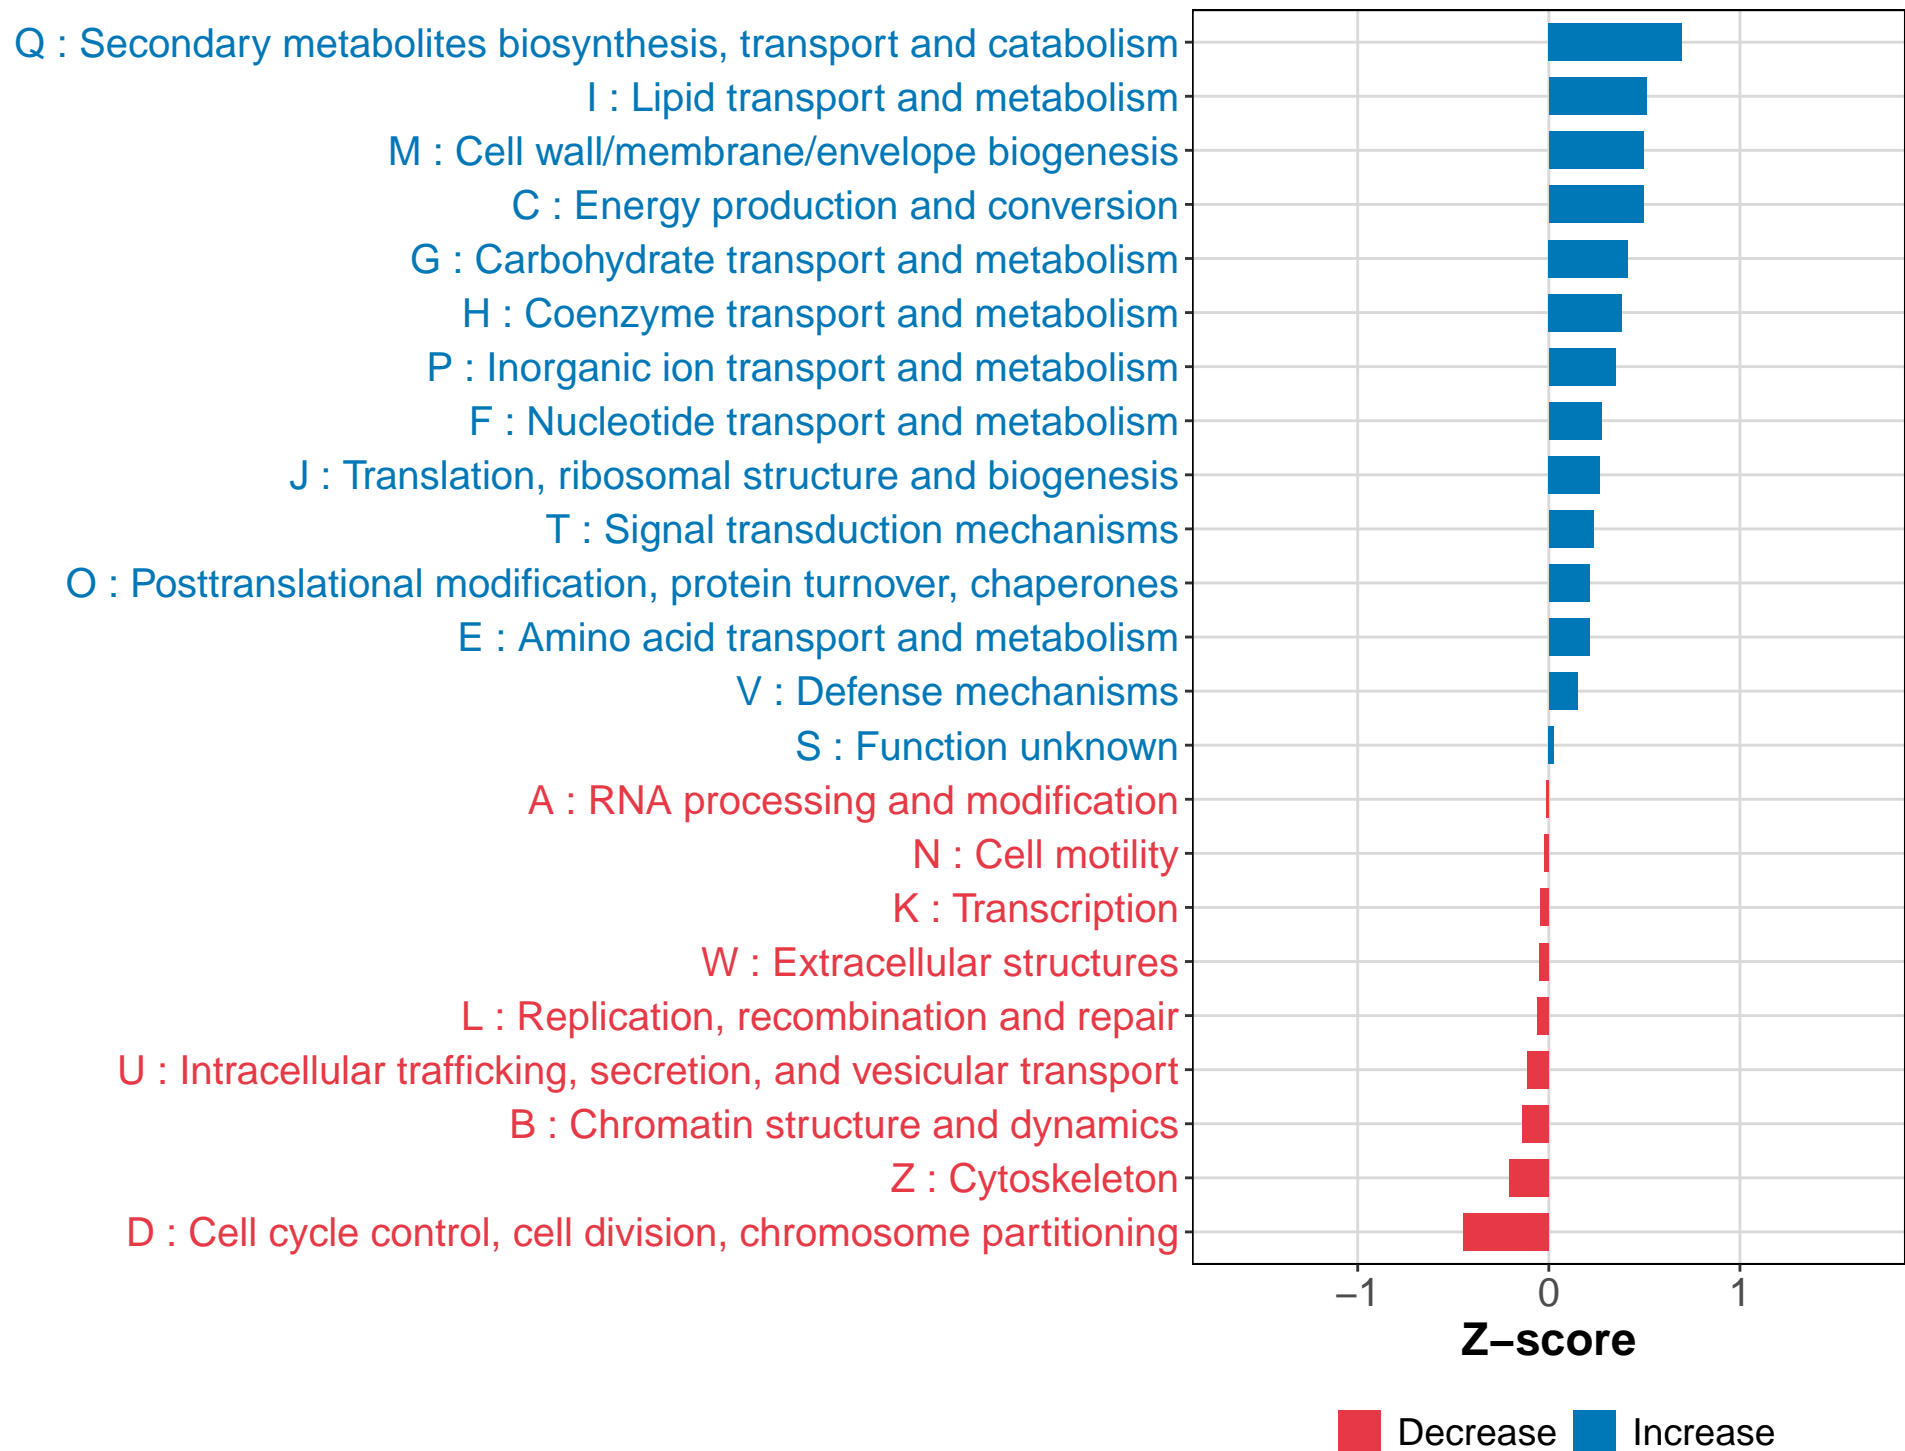 Q : Secondary metabolites biosynthesis, transport and catabolism
I : Lipid transport and metabolism
M : Cell wall/membrane/envelope biogenesis
C : Energy production and conversion
G : Carbohydrate transport and metabolism
H : Coenzyme transport and metabolism
P : Inorganic ion transport and metabolism
F : Nucleotide transport and metabolism
J : Translation, ribosomal structure and biogenesis
T : Signal transduction mechanisms
O : Posttranslational modification, protein turnover, chaperones
E : Amino acid transport and metabolism
V : Defense mechanisms
S : Function unknown
A : RNA processing and modification
N : Cell motility
K : Transcription
W : Extracellular structures
L : Replication, recombination and repair
U : Intracellular trafficking, secretion, and vesicular transport
B : Chromatin structure and dynamics
Z : Cytoskeleton
D : Cell cycle control, cell division, chromosome partitioning
−1 0 1
Z−score
Decrease Increase